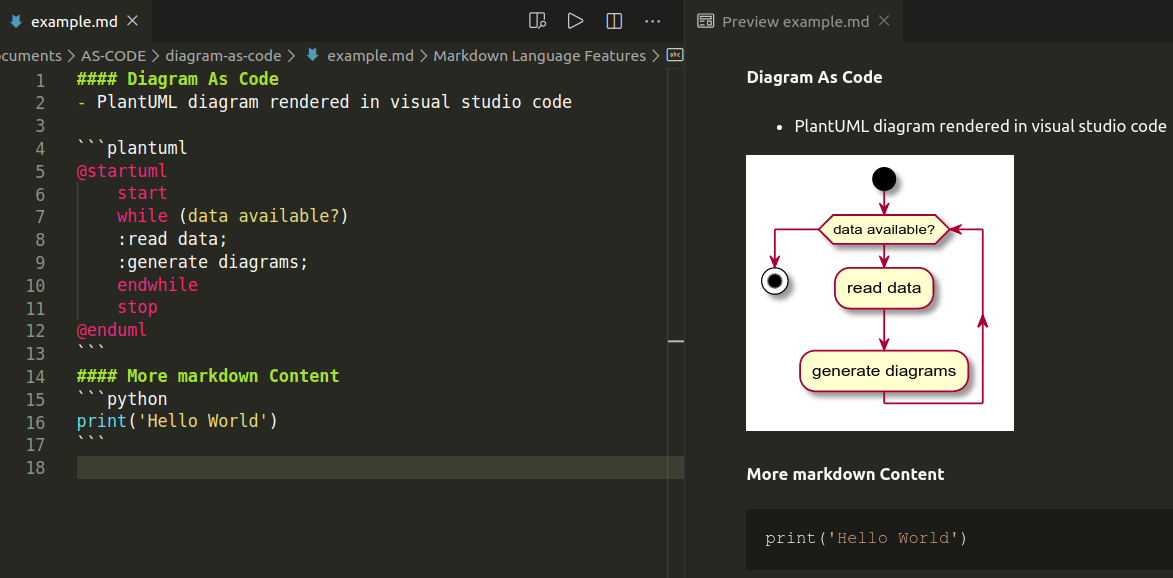 example.md
Preview example.md
cuments > AS-CODE > diagram-as-code > example.md > Markdown Language Features > abc
1 #### Diagram As Code
2 - PlantUML diagram rendered in visual studio code
3
4 ```plantuml
5 @startuml
6 start
7 while (data available?)
8 :read data;
9 :generate diagrams;
10 endwhile
11 stop
12 @enduml
13 ```
14 #### More markdown Content
15 ```python
16 print('Hello World')
17 ```
18
Diagram As Code
• PlantUML diagram rendered in visual studio code
data available?
read data
generate diagrams
More markdown Content
print('Hello World')